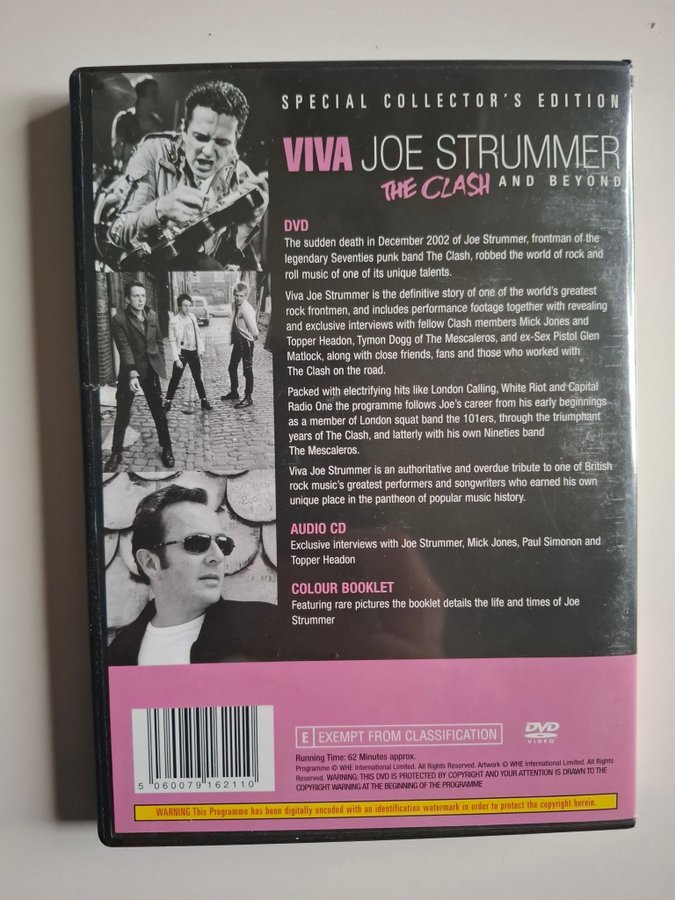 SPECIAL COLLECTOR'S EDITION
VIVA JOE STRUMMER
THE CLASH AND BEYOND
DVD
The sudden death in December 2002 of Joe Strummer, frontman of the
legendary Seventies punk band The Clash, robbed the world of rock and
roll music of one of its unique talents.
Viva Joe Strummer is the definitive story of one of the world's greatest
rock frontmen, and includes performance footage together with revealing
and exclusive interviews with fellow Clash members Mick Jones and
Topper Headon, Tymon Dogg of The Mescaleros, and ex-Sex Pistol Glen
Matlock, along with close friends, fans and those who worked with
The Clash on the road.
Packed with electrifying hits like London Calling, White Riot and Capital
Radio One the programme follows Joe's career from his early beginnings
as a member of London squat band the 101ers, through the triumphant
years of The Clash, and latterly with his own Nineties band
The Mescaleros.
Viva Joe Strummer is an authoritative and overdue tribute to one of British
rock music's greatest performers and songwriters who earned his own
unique place in the pantheon of popular music history.
AUDIO CD
Exclusive interviews with Joe Strummer, Mick Jones, Paul Simonon and
Topper Headon
COLOUR BOOKLET
Featuring rare pictures the booklet details the life and times of Joe
Strummer
5 060079 162110
E EXEMPT FROM CLASSIFICATION
DVD
VIDEO
Running Time: 62 Minutes approx.
Programme © WHE International Limited. All Rights Reserved. Artwork © WHE International Limited. All Rights
Reserved. WARNING: THIS DVD IS PROTECTED BY COPYRIGHT AND YOUR ATTENTION IS DRAWN TO THE
COPYRIGHT WARNING AT THE BEGINNING OF THE PROGRAMME
WARNING This Programme has been digitally encoded with an identification watermark in order to protect the copyright herein.